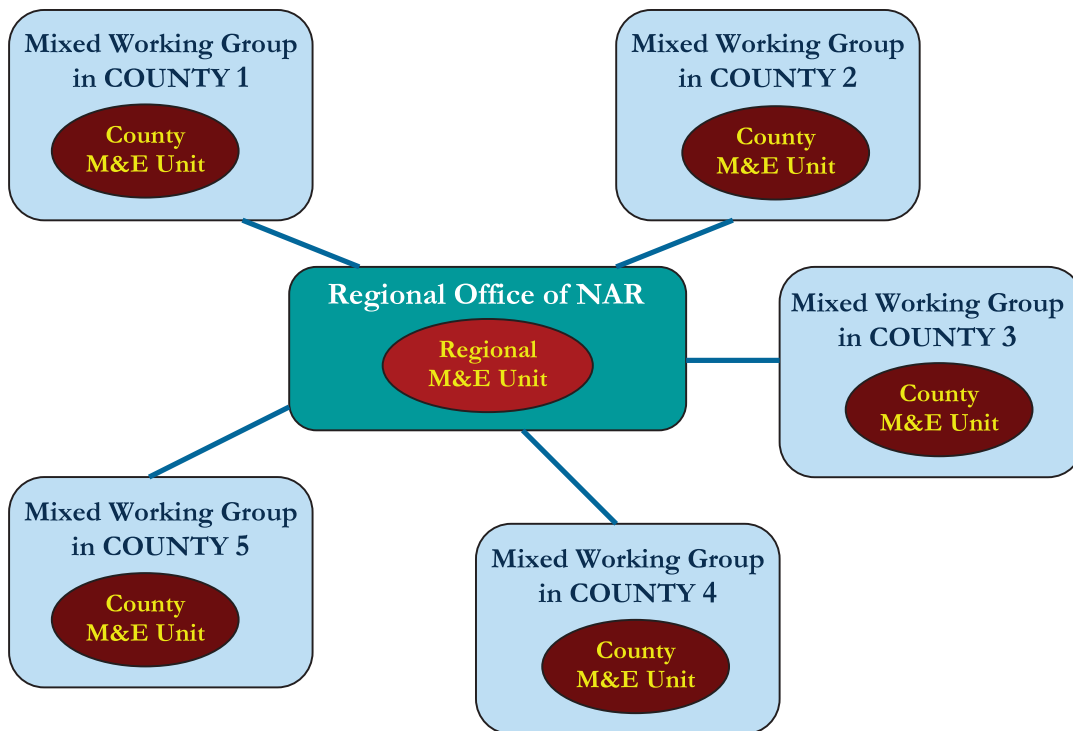 Mixed Working Group
in COUNTY 1
County
M&E Unit
Mixed Working Group
in COUNTY 2
County
M&E Unit
Regional Office of NAR
Regional
M&E Unit
Mixed Working Group
in COUNTY 3
County
M&E Unit
Mixed Working Group
in COUNTY 5
County
M&E Unit
Mixed Working Group
in COUNTY 4
County
M&E Unit